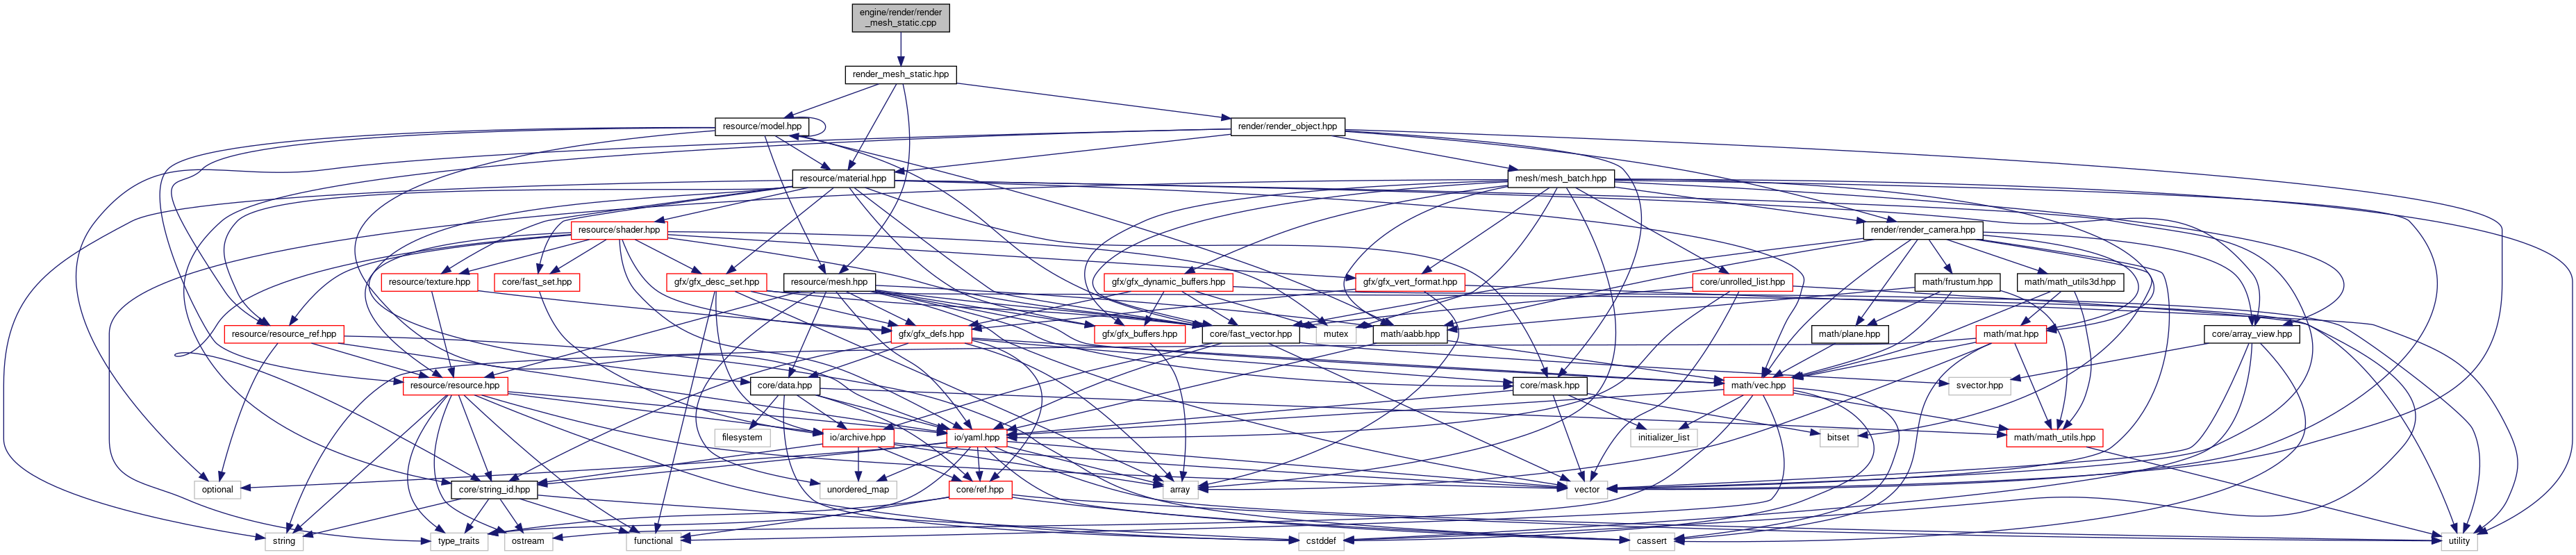 engine/render/render
_mesh_static.cpp
render_mesh_static.hpp
resource/model.hpp
render/render_object.hpp
resource/material.hpp
mesh/mesh_batch.hpp
resource/shader.hpp
render/render_camera.hpp
resource/texture.hpp
core/fast_set.hpp
gfx/gfx_desc_set.hpp
resource/mesh.hpp
gfx/gfx_dynamic_buffers.hpp
gfx/gfx_vert_format.hpp
core/unrolled_list.hpp
math/frustum.hpp
math/math_utils3d.hpp
resource/resource_ref.hpp
gfx/gfx_defs.hpp
gfx/gfx_buffers.hpp
core/fast_vector.hpp
mutex
math/aabb.hpp
math/plane.hpp
math/mat.hpp
core/array_view.hpp
resource/resource.hpp
core/data.hpp
core/mask.hpp
math/vec.hpp
svector.hpp
filesystem
io/archive.hpp
io/yaml.hpp
initializer_list
bitset
math/math_utils.hpp
optional
core/string_id.hpp
unordered_map
core/ref.hpp
array
vector
string
type_traits
ostream
functional
cstddef
cassert
utility